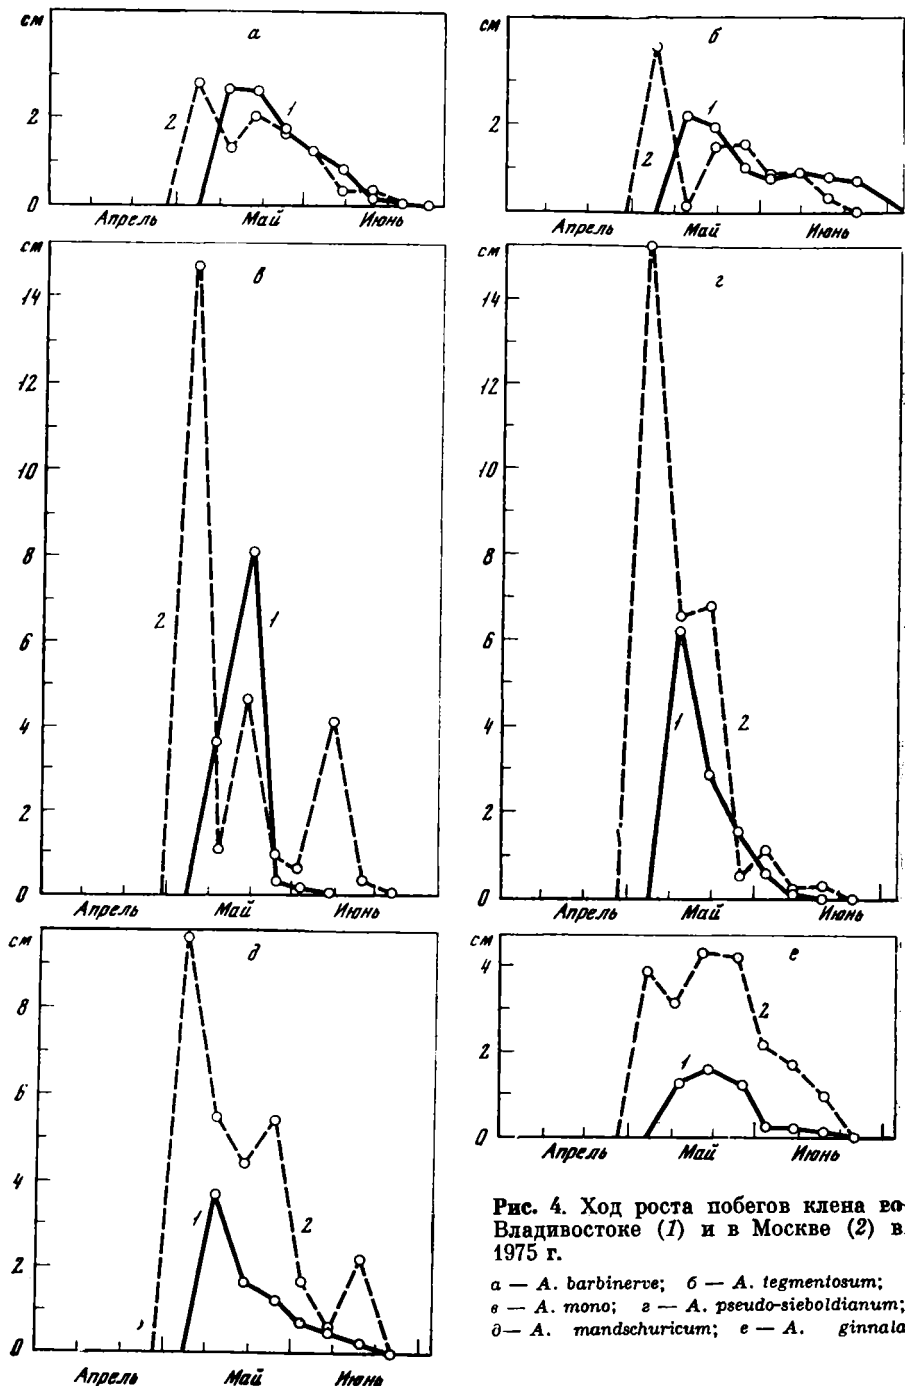 см
а
2
2
1
0
Апрель
Май
Июнь
см
б
2
1
2
Апрель
Май
Июнь
см
в
14
12
10
8
6
4
2
0
2
1
Апрель
Май
Июнь
см
г
14
12
10
8
6
4
2
0
1
2
Апрель
Май
Июнь
см
д
8
6
4
2
0
1
2
Апрель
Май
Июнь
см
е
4
2
0
1
2
Апрель
Май
Июнь
Рис. 4. Ход роста побегов клена во
Владивостоке (1) и в Москве (2) в
1975 г.
а — A. barbinerve; б — A. tegmentosum;
в — A. mono; г — A. pseudo-sieboldianum;
д — A. mandschuricum; е — A. ginnala